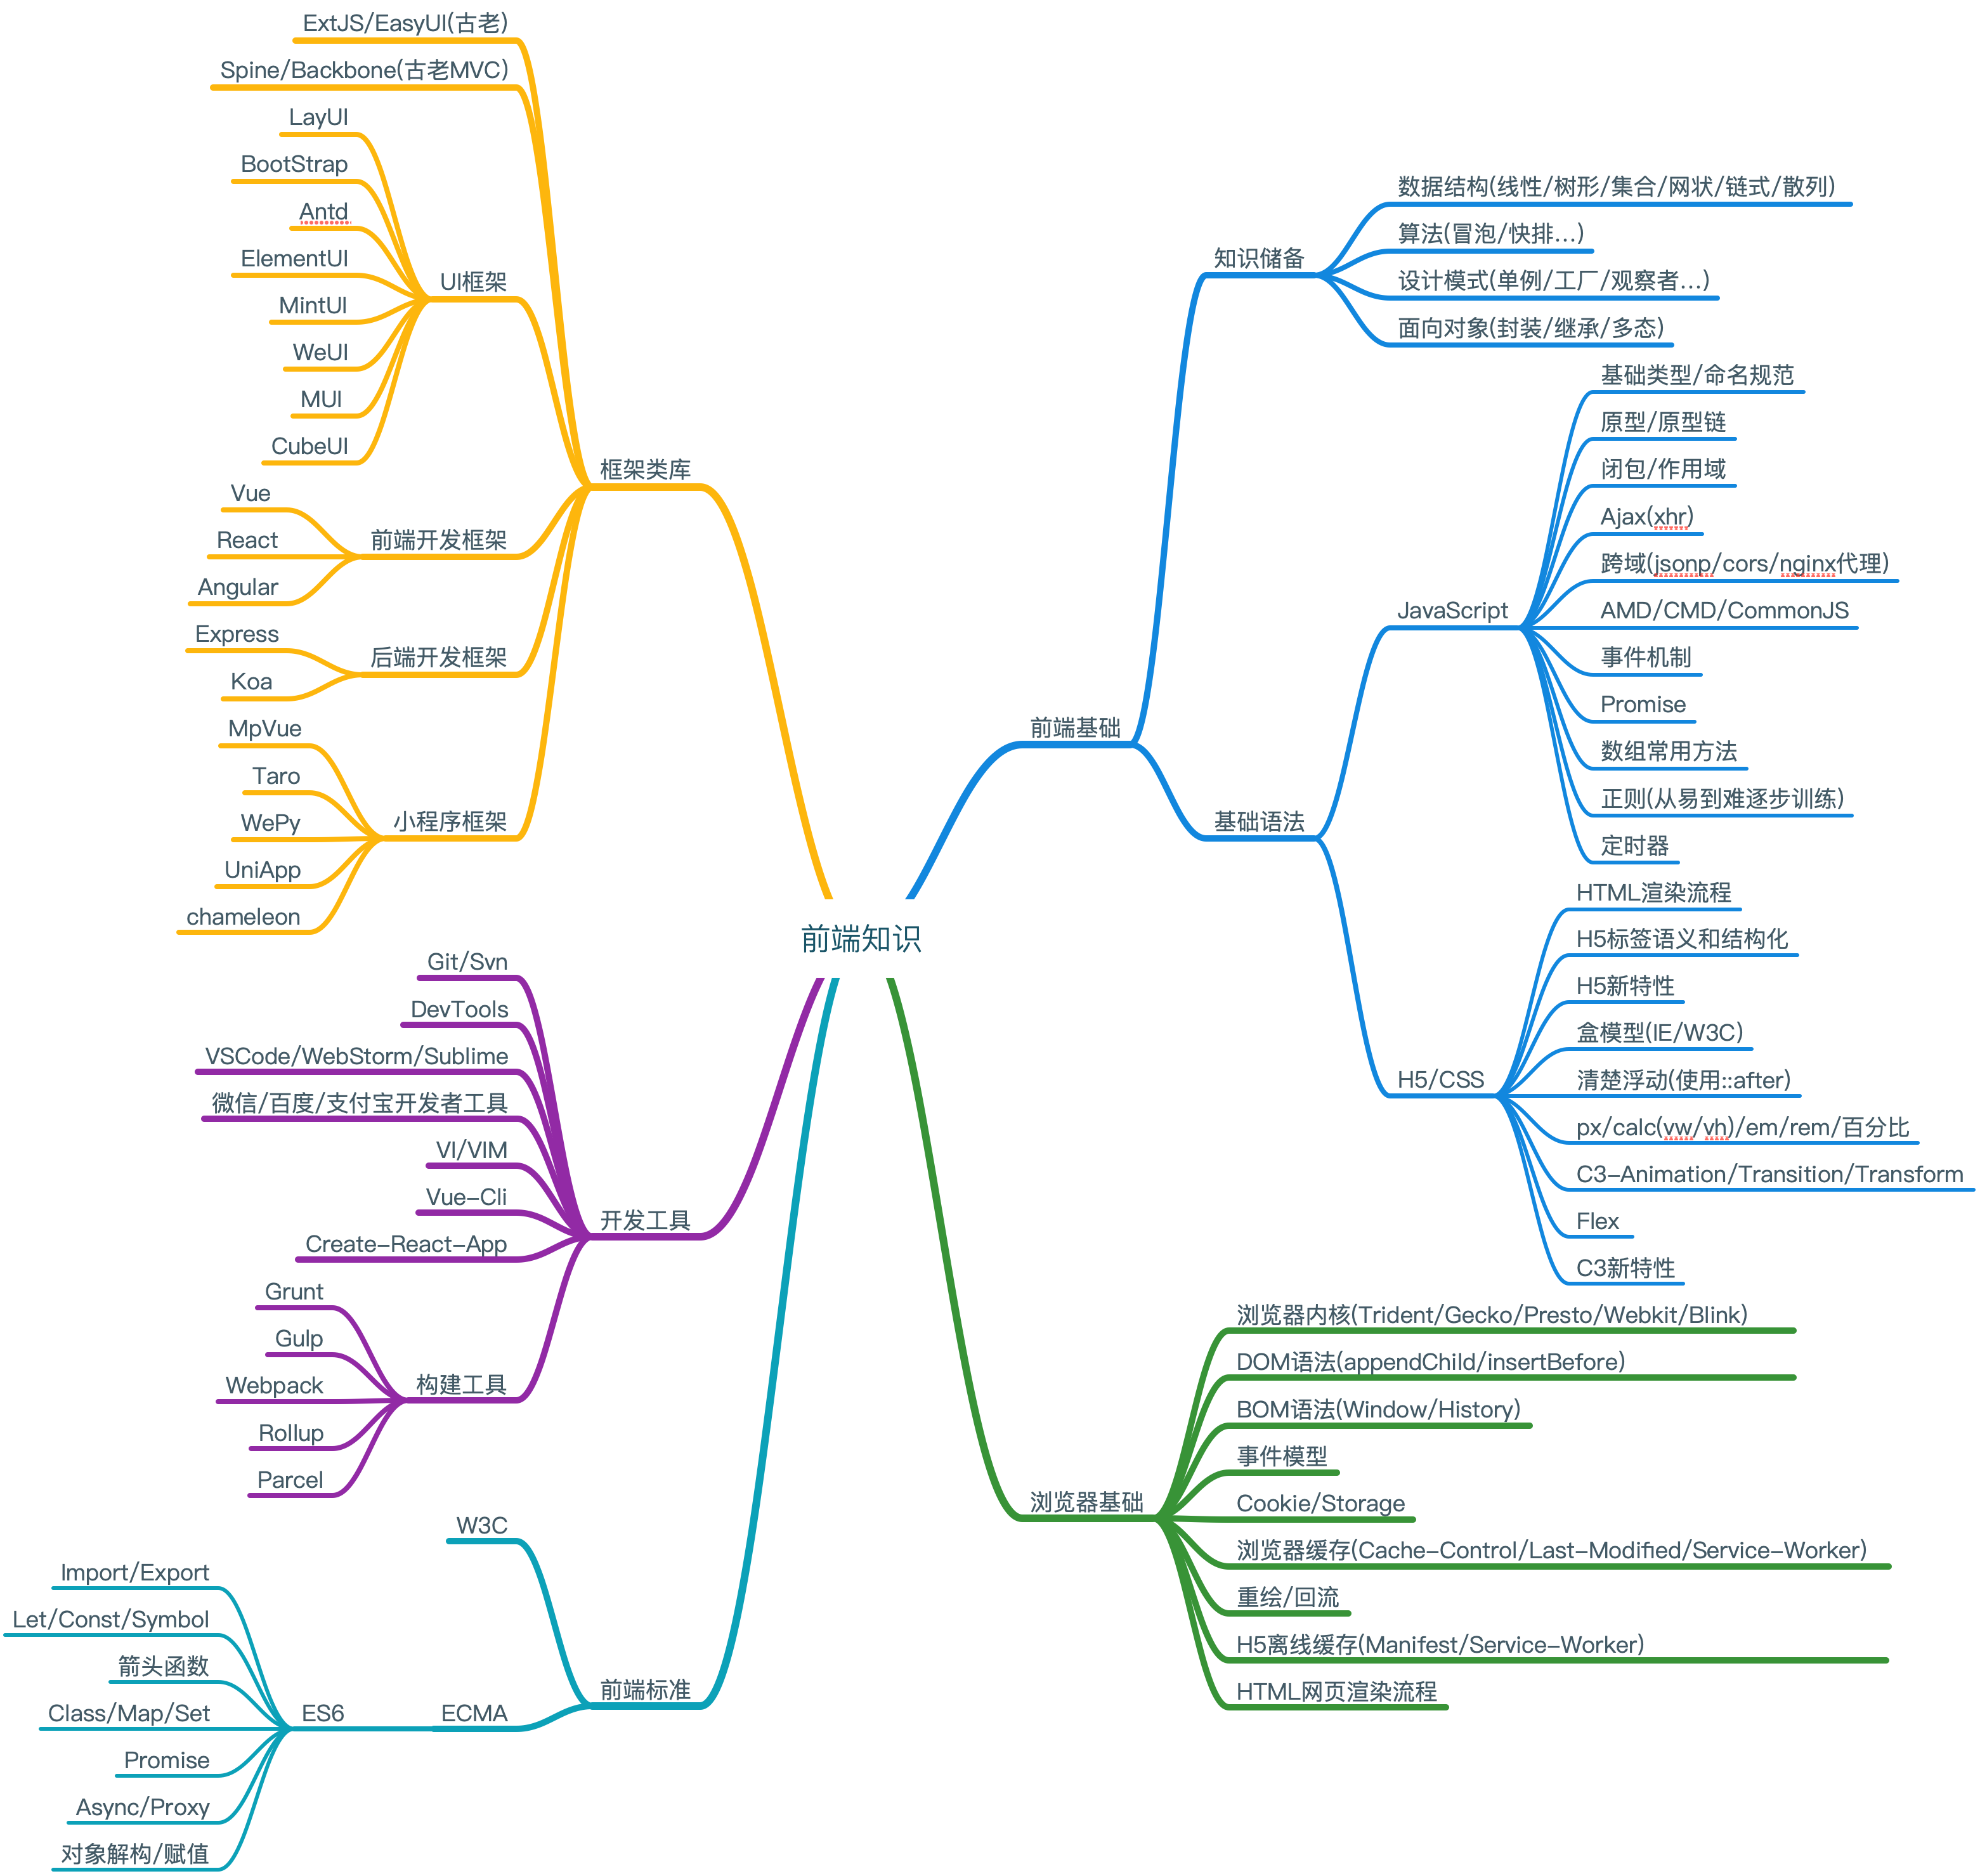 前端知识
前端基础
知识储备
数据结构(线性/树形/集合/网状/链式/散列)
算法(冒泡/快排...)
设计模式(单例/工厂/观察者...)
面向对象(封装/继承/多态)
基础语法
JavaScript
基础类型/命名规范
原型/原型链
闭包/作用域
Ajax(xhr)
跨域(jsonp/cors/nginx代理)
AMD/CMD/CommonJS
事件机制
Promise
数组常用方法
正则(从易到难逐步训练)
定时器
H5/CSS
HTML渲染流程
H5标签语义和结构化
H5新特性
盒模型(IE/W3C)
清楚浮动(使用::after)
px/calc(vw/vh)/em/rem/百分比
C3-Animation/Transition/Transform
Flex
C3新特性
浏览器基础
浏览器内核(Trident/Gecko/Presto/Webkit/Blink)
DOM语法(appendChild/insertBefore)
BOM语法(Window/History)
事件模型
Cookie/Storage
浏览器缓存(Cache-Control/Last-Modified/Service-Worker)
重绘/回流
H5离线缓存(Manifest/Service-Worker)
HTML网页渲染流程
框架类库
ExtJS/EasyUI(古老)
Spine/Backbone(古老MVC)
UI框架
LayUI
BootStrap
Antd
ElementUI
MintUI
WeUI
MUI
CubeUI
前端开发框架
Vue
React
Angular
后端开发框架
Express
Koa
小程序框架
MpVue
Taro
WePy
UniApp
chameleon
开发工具
Git/Svn
DevTools
VSCode/WebStorm/Sublime
微信/百度/支付宝开发者工具
VI/VIM
Vue-Cli
Create-React-App
构建工具
Grunt
Gulp
Webpack
Rollup
Parcel
前端标准
W3C
ECMA
ES6
Import/Export
Let/Const/Symbol
箭头函数
Class/Map/Set
Promise
Async/Proxy
对象解构/赋值